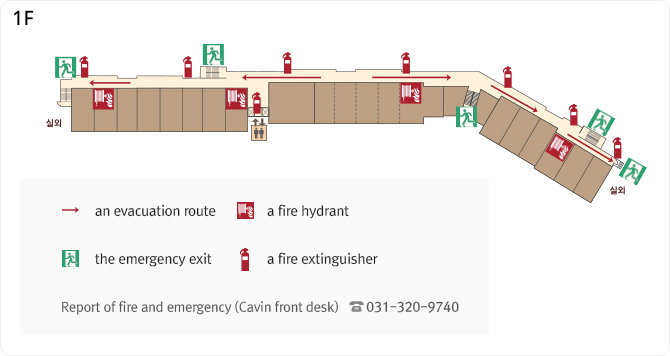 1F
실외
실외
an evacuation route
a fire hydrant
the emergency exit
a fire extinguisher
Report of fire and emergency (Cavin front desk) ☎ 031-320-9740